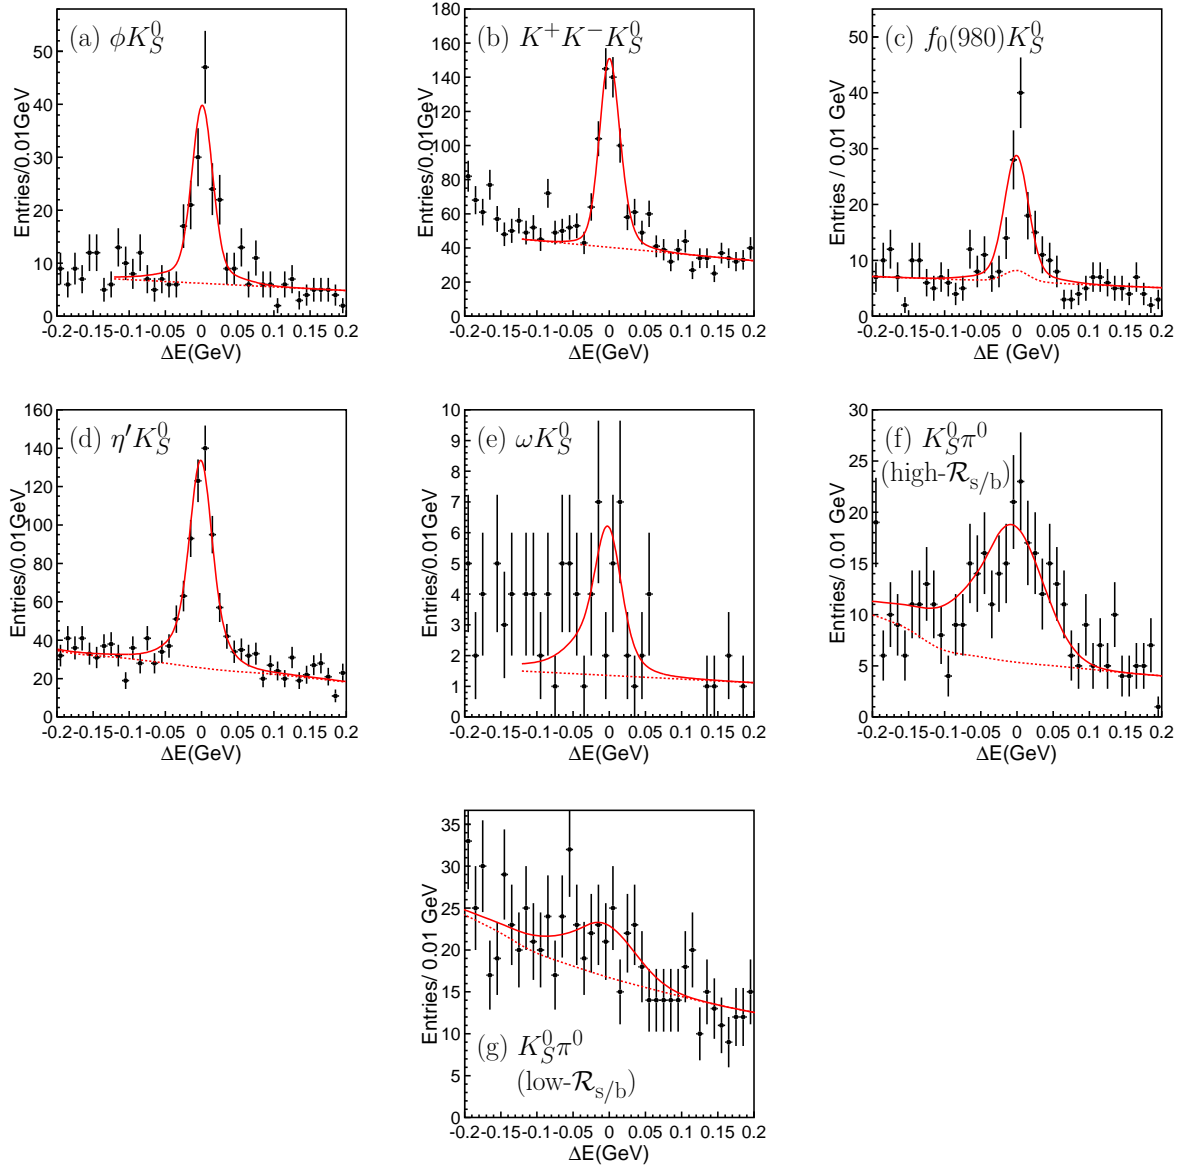 (a) ϕK_S^0
Entries/0.01GeV
50
40
30
20
10
0
-0.2 -0.15 -0.1 -0.05 0 0.05 0.1 0.15 0.2
ΔE(GeV)
(b) K^+K^-K_S^0
Entries/0.01GeV
180
160
140
120
100
80
60
40
20
0
-0.2 -0.15 -0.1 -0.05 0 0.05 0.1 0.15 0.2
ΔE(GeV)
(c) f_0(980)K_S^0
Entries / 0.01 GeV
50
40
30
20
10
0
-0.2 -0.15 -0.1 -0.05 0 0.05 0.1 0.15 0.2
ΔE (GeV)
(d) η′K_S^0
Entries/0.01GeV
160
140
120
100
80
60
40
20
0
-0.2 -0.15 -0.1 -0.05 0 0.05 0.1 0.15 0.2
ΔE(GeV)
(e) ωK_S^0
Entries/0.01GeV
10
9
8
7
6
5
4
3
2
1
0
-0.2 -0.15 -0.1 -0.05 0 0.05 0.1 0.15 0.2
ΔE(GeV)
(f) K_S^0π^0
(high-ℛ_{s/b})
Entries/ 0.01 GeV
30
25
20
15
10
5
0
-0.2 -0.15 -0.1 -0.05 0 0.05 0.1 0.15 0.2
ΔE(GeV)
(g) K_S^0π^0
(low-ℛ_{s/b})
Entries/ 0.01 GeV
35
30
25
20
15
10
5
0
-0.2 -0.15 -0.1 -0.05 0 0.05 0.1 0.15 0.2
ΔE(GeV)